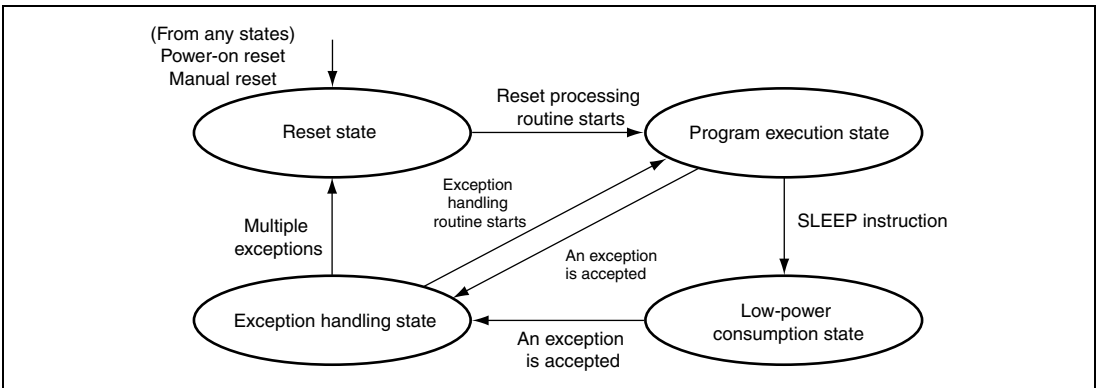 (From any states)
Power-on reset
Manual reset
Reset state
Reset processing
routine starts
Program execution state
Exception
handling
routine starts
Multiple
exceptions
SLEEP instruction
An exception
is accepted
Exception handling state
An exception
is accepted
Low-power
consumption state